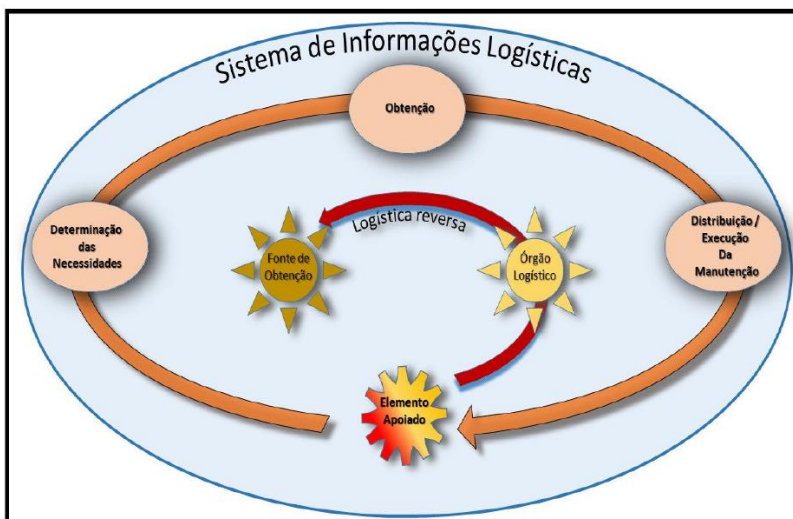 Sistema de Informações Logísticas
Obtenção
Determinação
das
Necessidades
Logística reversa
Fonte de
Obtenção
Órgão
Logístico
Distribuição /
Execução
Da
Manutenção
Elemento
Apoiado